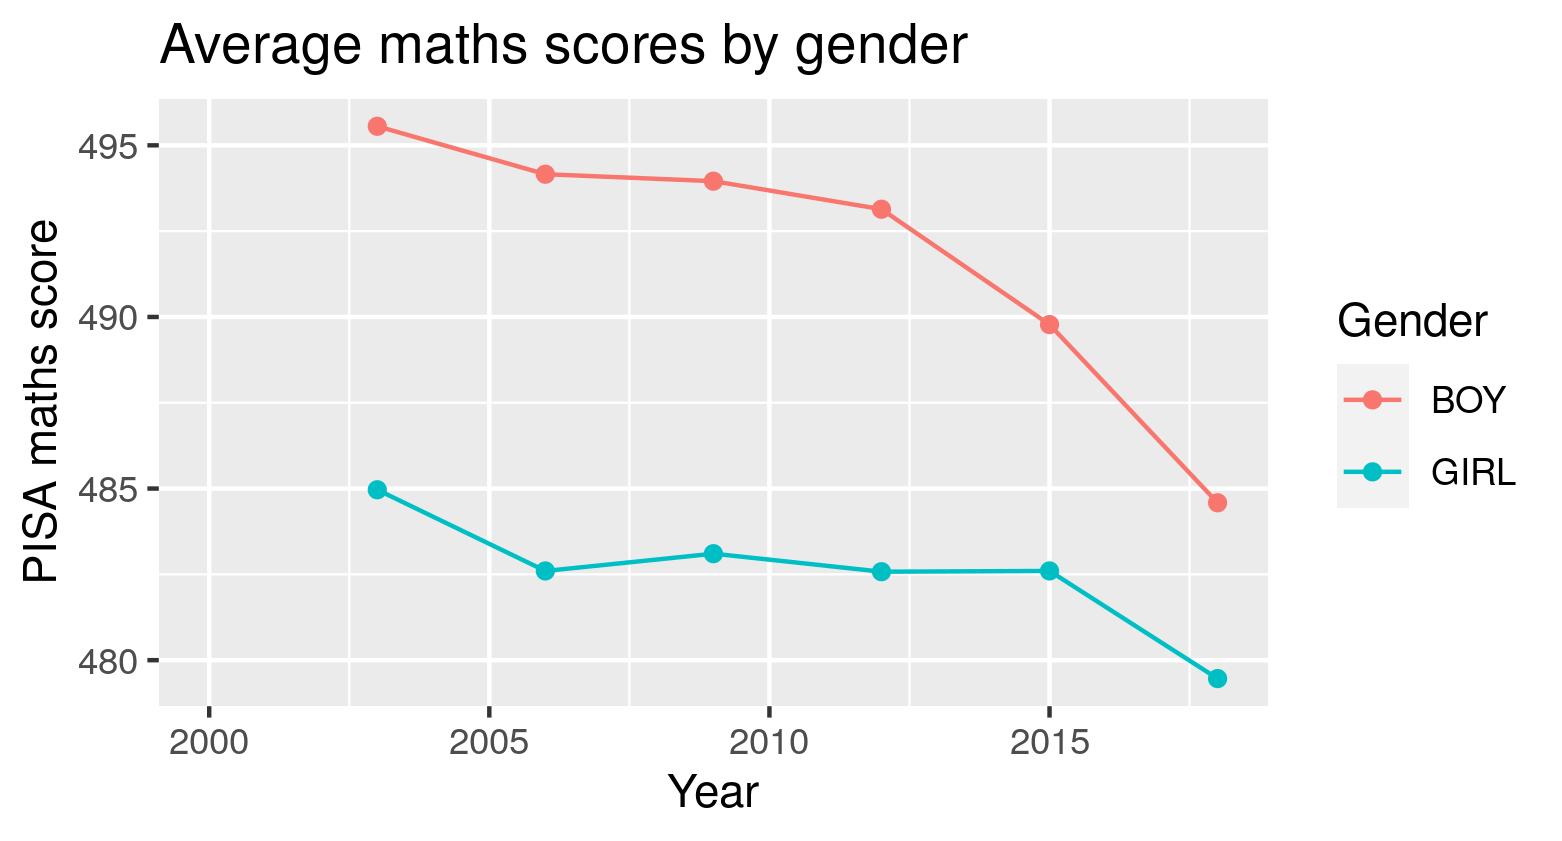 Average maths scores by gender
PISA maths score
495
490
485
480
2000 2005 2010 2015
Year
Gender
BOY
GIRL